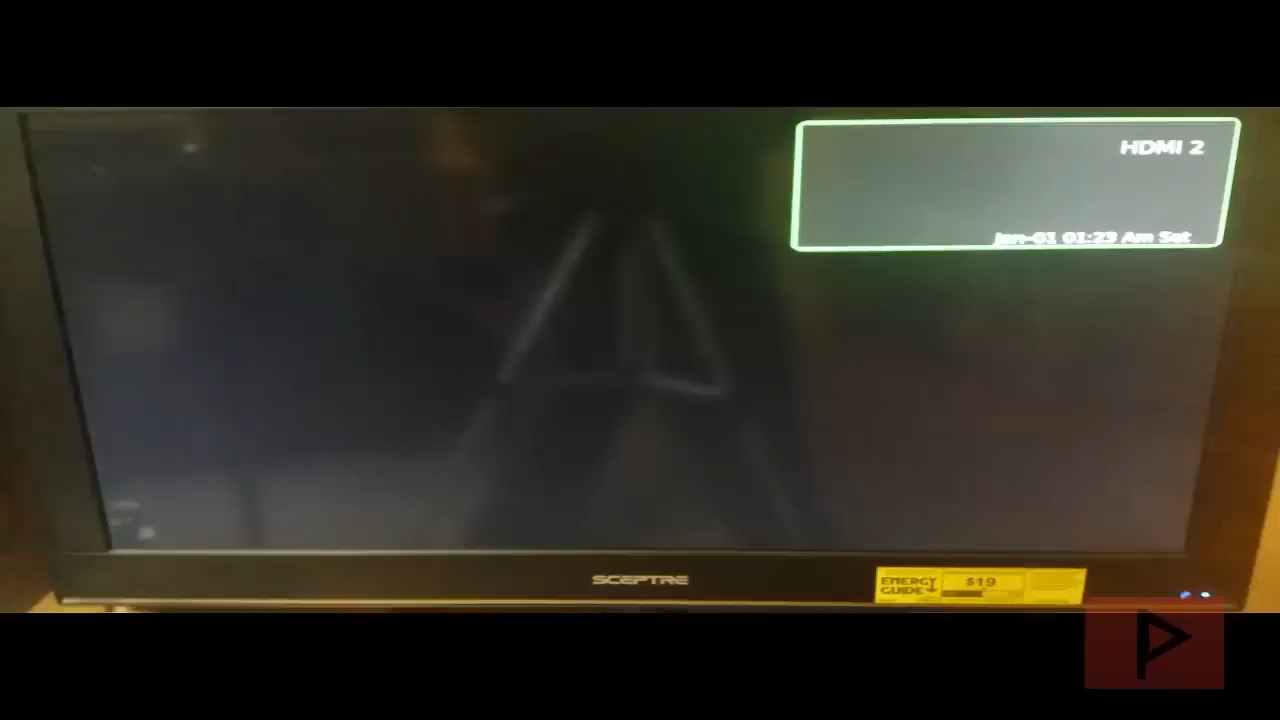 HDMI 2
Jan-01 01:23 Am Sat
SCEPTRE
ENERGY
GUIDE
$19